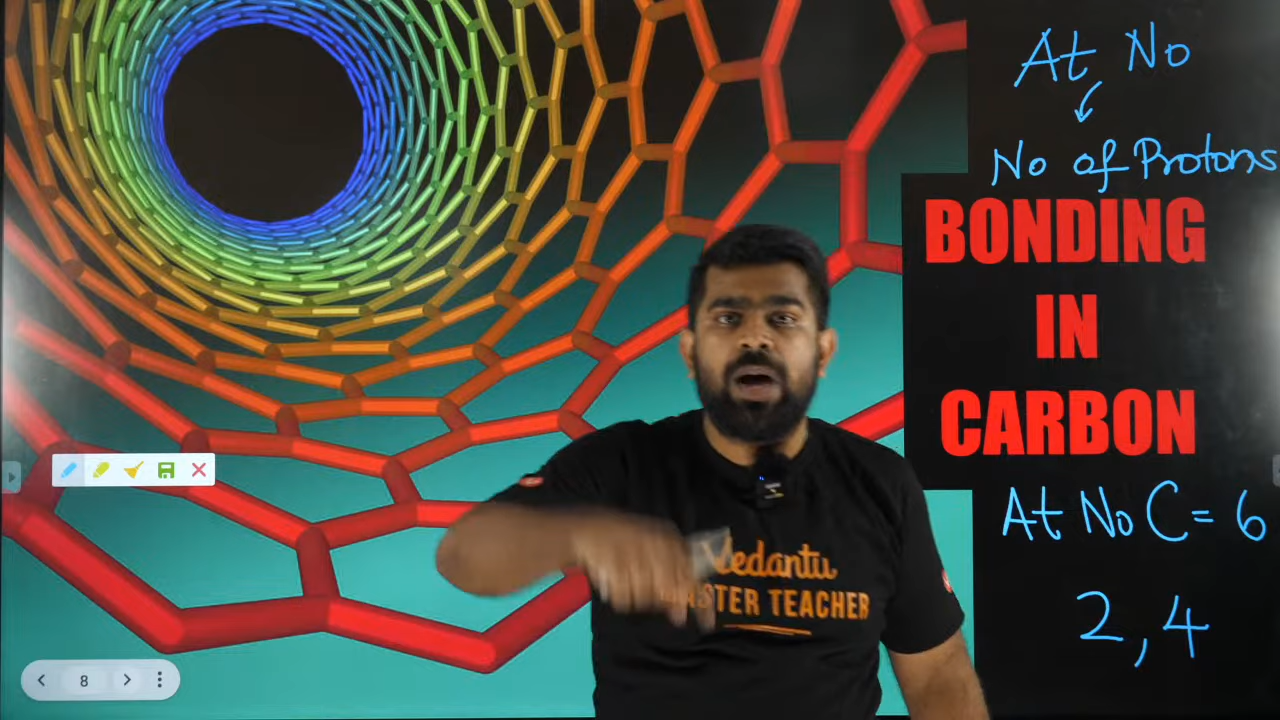 At No
No of Protons
BONDING
IN
CARBON
At No C = 6
2, 4
Vedantu
MASTER TEACHER
8